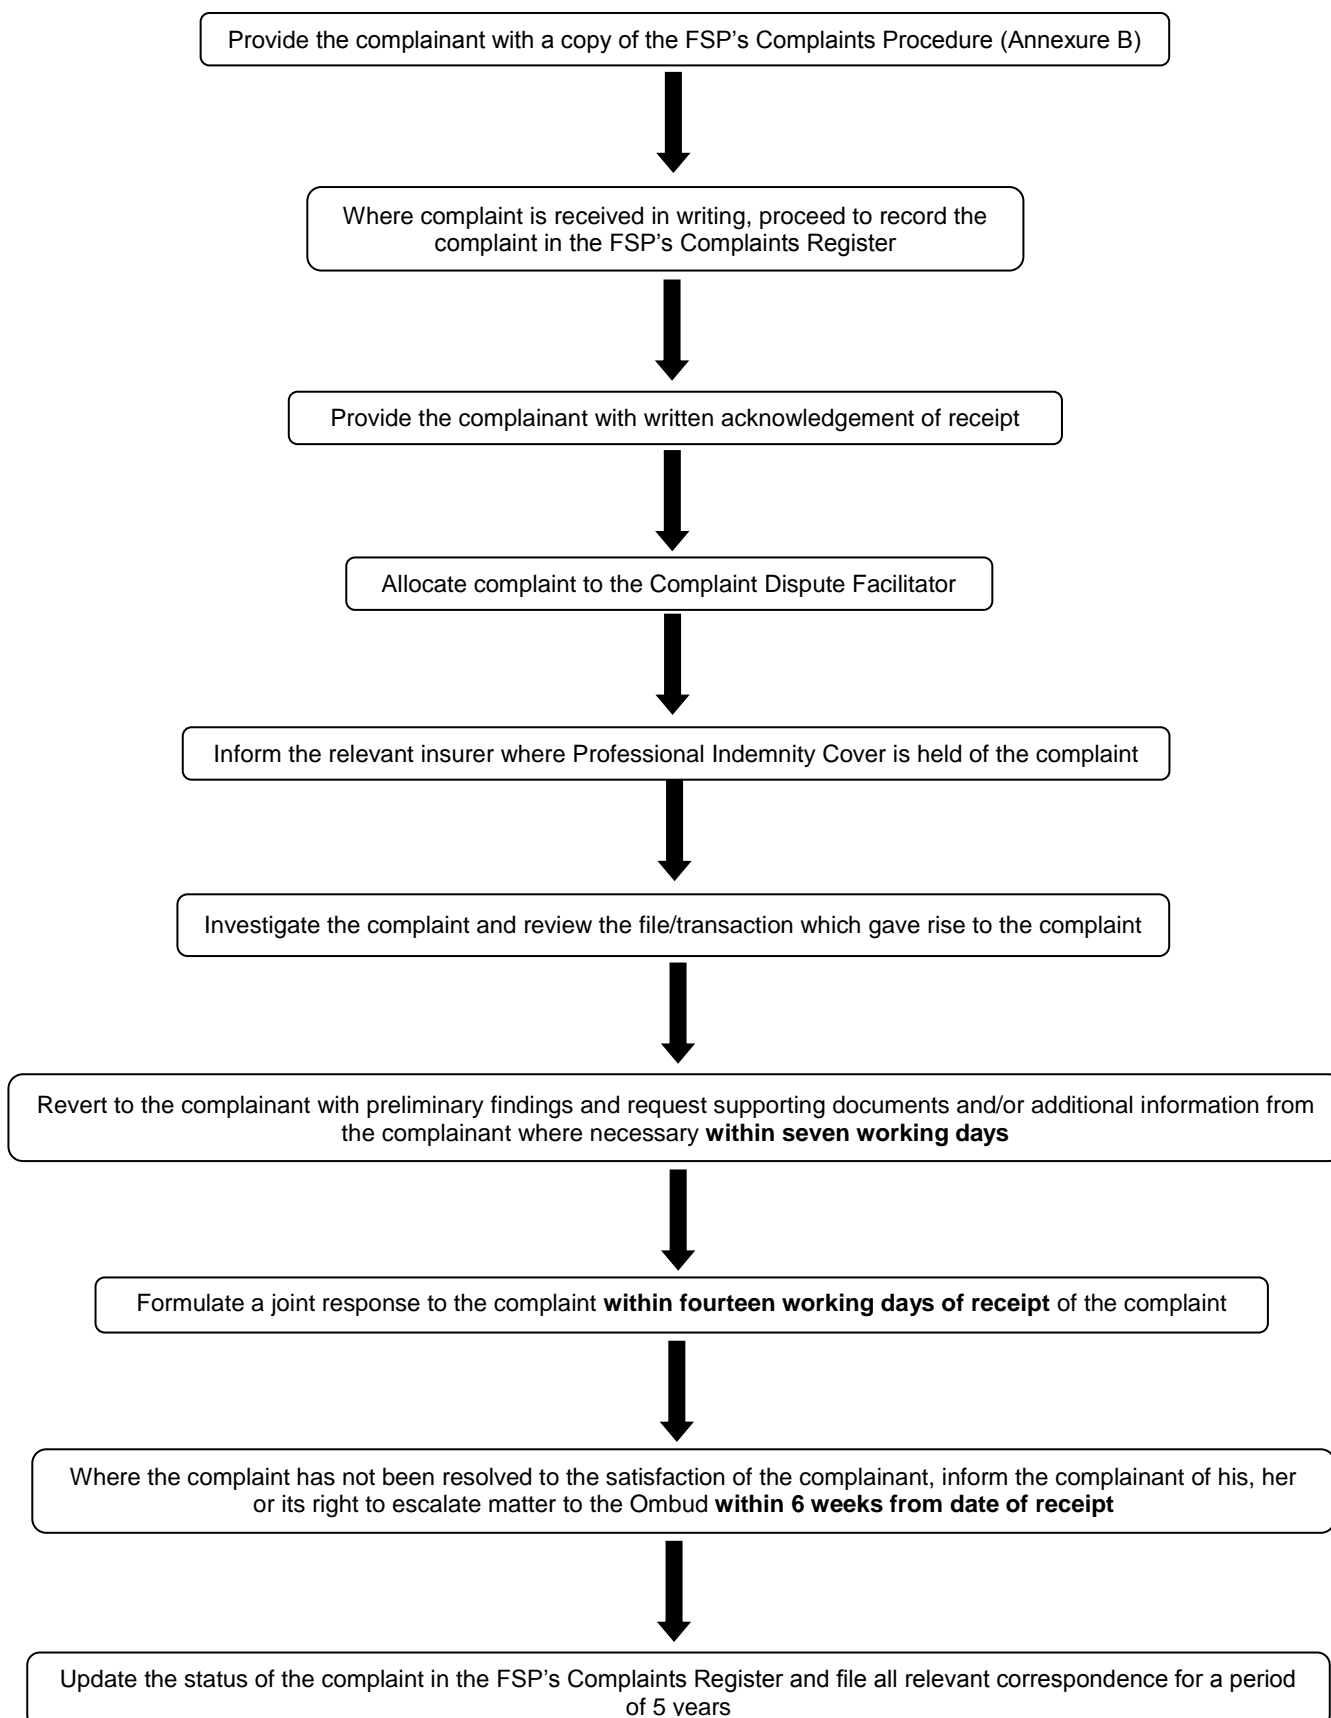 Provide the complainant with a copy of the FSP’s Complaints Procedure (Annexure B)
Where complaint is received in writing, proceed to record the
complaint in the FSP’s Complaints Register
Provide the complainant with written acknowledgement of receipt
Allocate complaint to the Complaint Dispute Facilitator
Inform the relevant insurer where Professional Indemnity Cover is held of the complaint
Investigate the complaint and review the file/transaction which gave rise to the complaint
Revert to the complainant with preliminary findings and request supporting documents and/or additional information from
the complainant where necessary within seven working days
Formulate a joint response to the complaint within fourteen working days of receipt of the complaint
Where the complaint has not been resolved to the satisfaction of the complainant, inform the complainant of his, her
or its right to escalate matter to the Ombud within 6 weeks from date of receipt
Update the status of the complaint in the FSP’s Complaints Register and file all relevant correspondence for a period
of 5 years